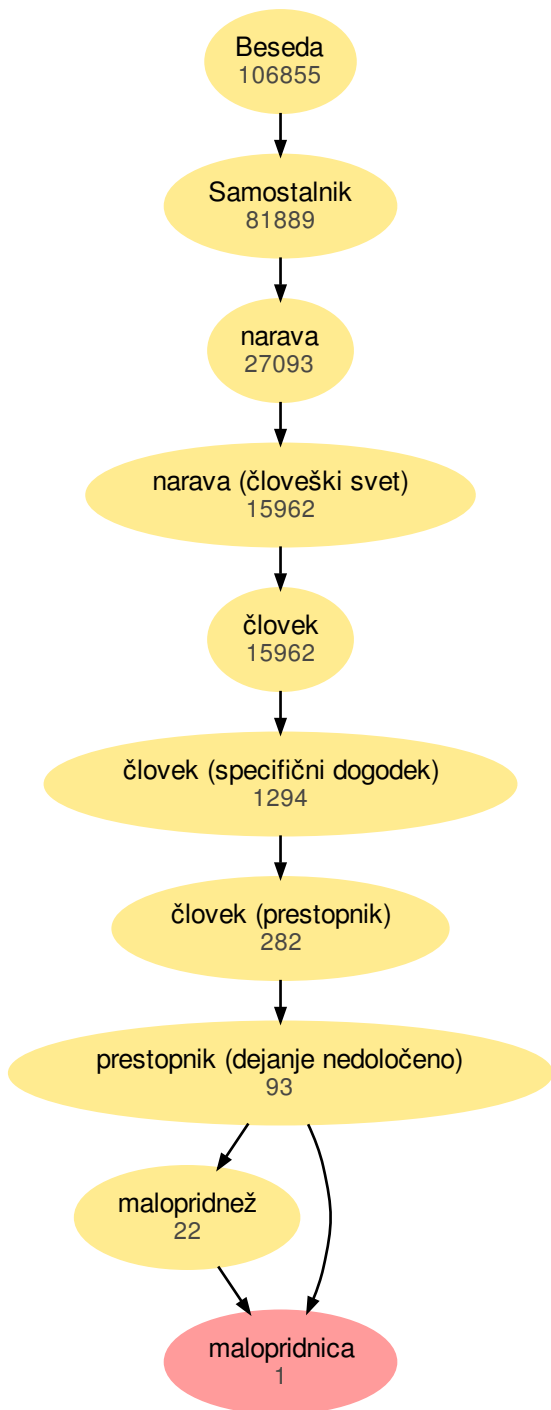 Beseda
106855
Samostalnik
81889
narava
27093
narava (človeški svet)
15962
človek
15962
človek (specifični dogodek)
1294
človek (prestopnik)
282
prestopnik (dejanje nedoločeno)
93
malopridnež
22
malopridnica
1